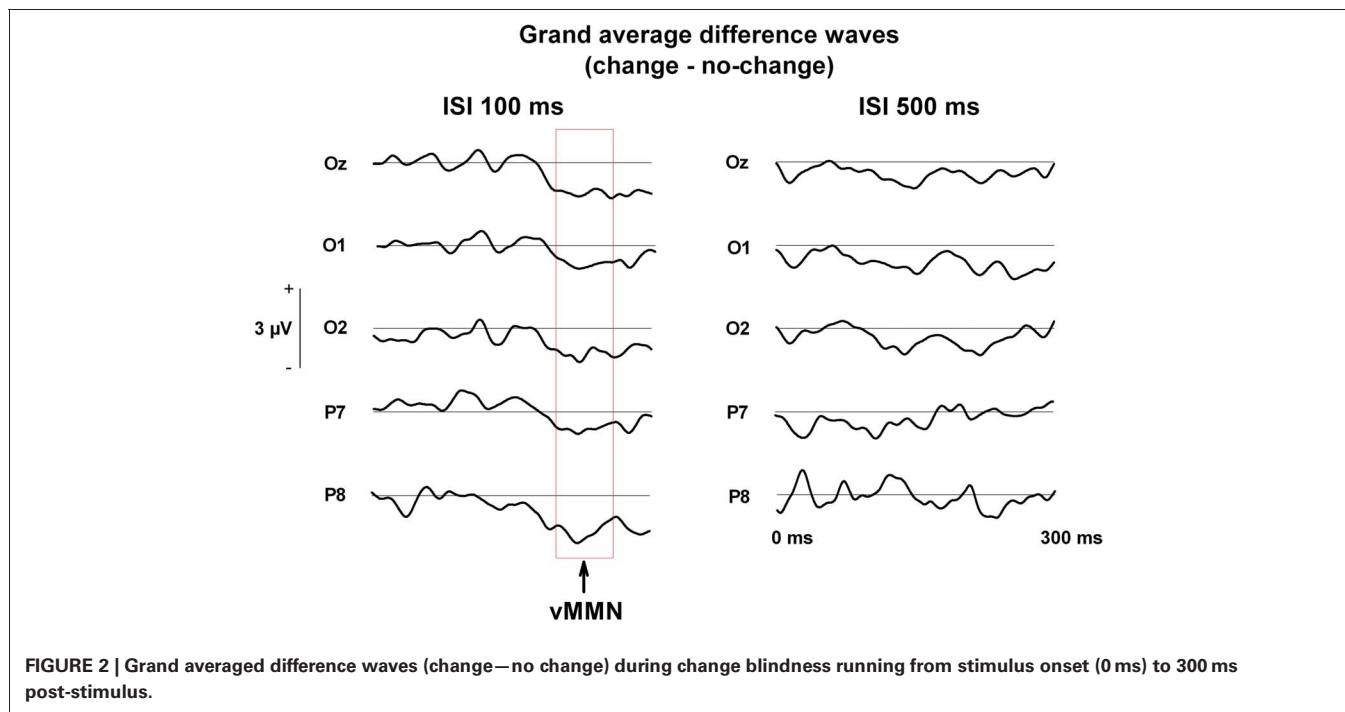 Grand average difference waves
(change - no-change)
ISI 100 ms
ISI 500 ms
Oz
O1
+
3 µV
-
O2
P7
P8
vMMN
Oz
O1
O2
P7
P8
0 ms
300 ms
FIGURE 2 | Grand averaged difference waves (change—no change) during change blindness running from stimulus onset (0 ms) to 300 ms
post-stimulus.